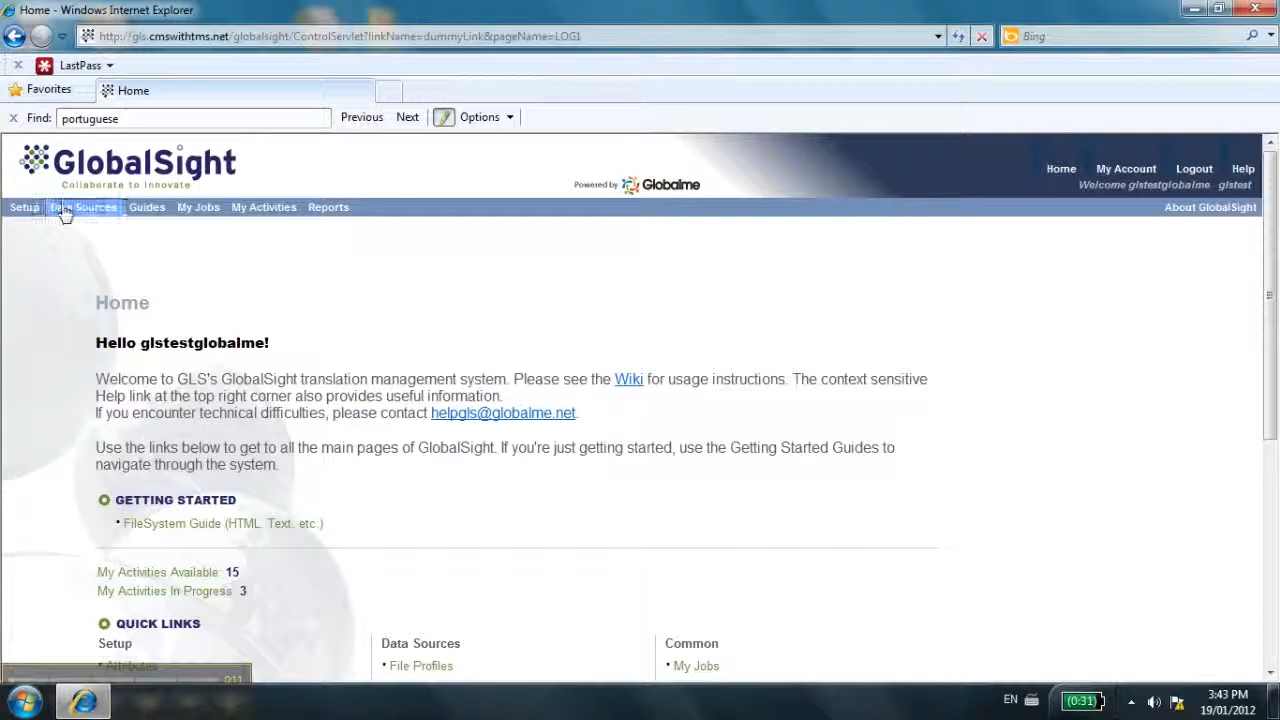 Home - Windows Internet Explorer
http://gls.cmswithtms.net/globalsight/ControlServlet?linkName=dummyLink&pageName=LOG1
Bing
LastPass
Favorites
Home
Find: portuguese Previous Next Options
GlobalSight
Collaborate to Innovate
Powered by Globalme
Home My Account Logout Help
Welcome glstestglobalme glstest
Setup Data Sources Guides My Jobs My Activities Reports About GlobalSight
Home
Hello glstestglobalme!
Welcome to GLS's GlobalSight translation management system. Please see the Wiki for usage instructions. The context sensitive
Help link at the top right corner also provides useful information.
If you encounter technical difficulties, please contact helpgls@globalme.net.
Use the links below to get to all the main pages of GlobalSight. If you're just getting started, use the Getting Started Guides to
navigate through the system.
GETTING STARTED
FileSystem Guide (HTML, Text, etc.)
My Activities Available: 15
My Activities In Progress 3
QUICK LINKS
Setup Data Sources Common
Attributes File Profiles My Jobs
0:11
EN (0:31) 3:43 PM
19/01/2012